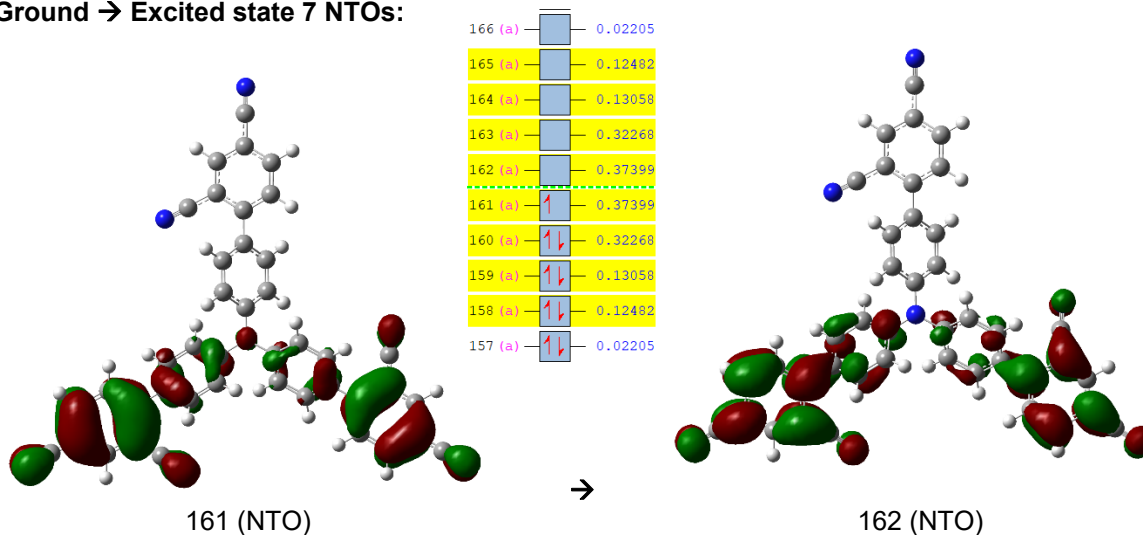 Ground → Excited state 7 NTOs:
166 (a) 0.02205
165 (a) 0.12482
164 (a) 0.13058
163 (a) 0.32268
162 (a) 0.37399
161 (a) 0.37399
160 (a) 0.32268
159 (a) 0.13058
158 (a) 0.12482
157 (a) 0.02205
→
161 (NTO) 162 (NTO)